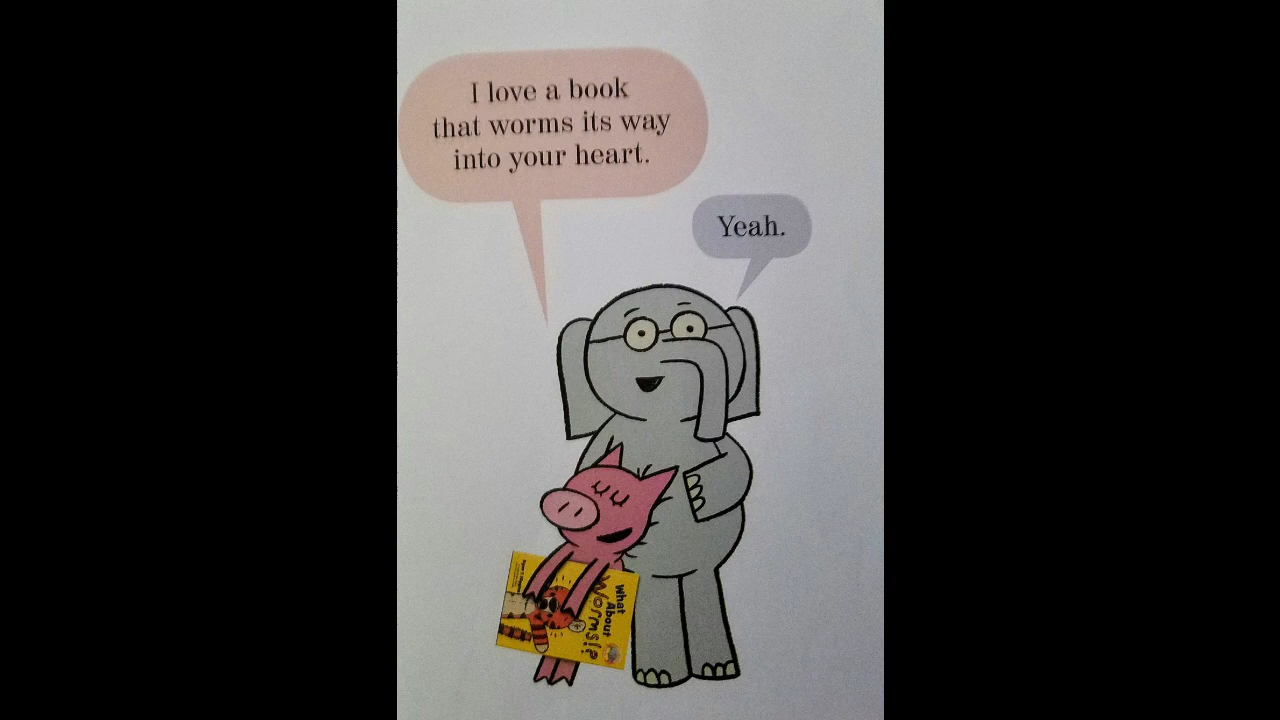 I love a book
that worms its way
into your heart.
Yeah.
What
About
Worms!?